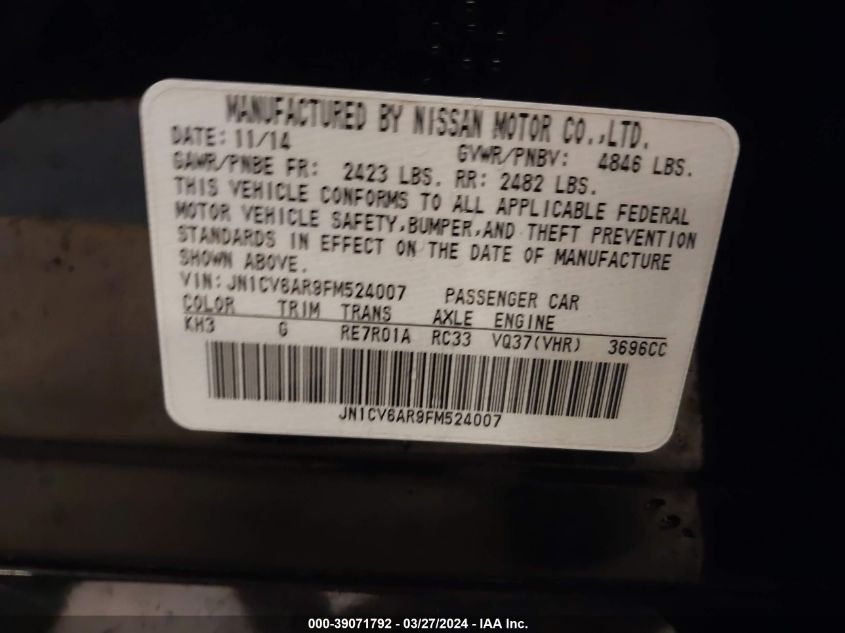 MANUFACTURED BY NISSAN MOTOR CO.,LTD.
DATE: 11/14 GVWR/PNBV: 4846 LBS.
GAWR/PNBE FR: 2423 LBS. RR: 2482 LBS.
THIS VEHICLE CONFORMS TO ALL APPLICABLE FEDERAL
MOTOR VEHICLE SAFETY,BUMPER,AND THEFT PREVENTION
STANDARDS IN EFFECT ON THE DATE OF MANUFACTURE
SHOWN ABOVE.
VIN: JN1CV6AR9FM524007 PASSENGER CAR
COLOR TRIM TRANS AXLE ENGINE
KH3 G RE7R01A RC33 VQ37(VHR) 3696CC
JN1CV6AR9FM524007
000-39071792 - 03/27/2024 - IAA Inc.